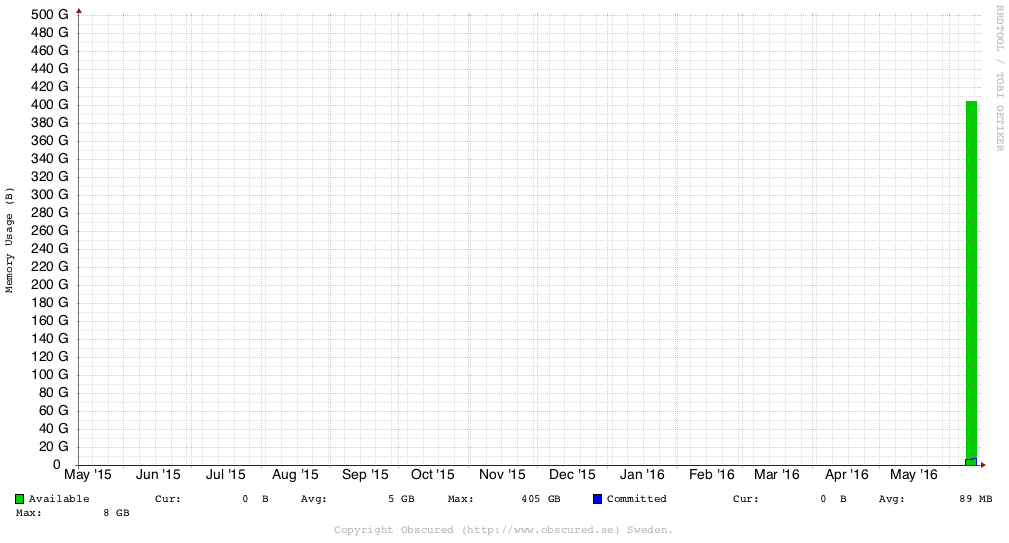 500 G
480 G
460 G
440 G
420 G
400 G
380 G
360 G
340 G
320 G
300 G
280 G
260 G
240 G
220 G
200 G
180 G
160 G
140 G
120 G
100 G
80 G
60 G
40 G
20 G
0
Memory Usage (B)
RRDTOOL / TOBI OETIKER
May '15 Jun '15 Jul '15 Aug '15 Sep '15 Oct '15 Nov '15 Dec '15 Jan '16 Feb '16 Mar '16 Apr '16 May '16
Available Cur: 0 B Avg: 5 GB Max: 405 GB Committed Cur: 0 B Avg: 89 MB
Max: 8 GB
Copyright Obscured (http://www.obscured.se) Sweden.